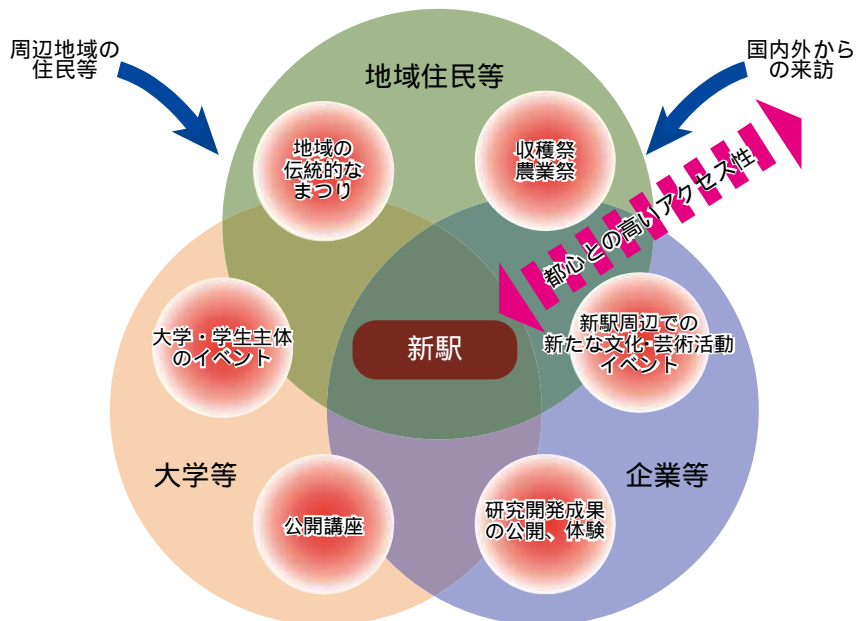 周辺地域の
住民等
国内外から
の来訪
地域住民等
地域の
伝統的な
まつり
収穫祭
農業祭
都心との高いアクセス性
大学・学生主体
のイベント
新駅
新駅周辺での
新たな文化・芸術活動
イベント
大学等
企業等
公開講座
研究開発成果
の公開、体験